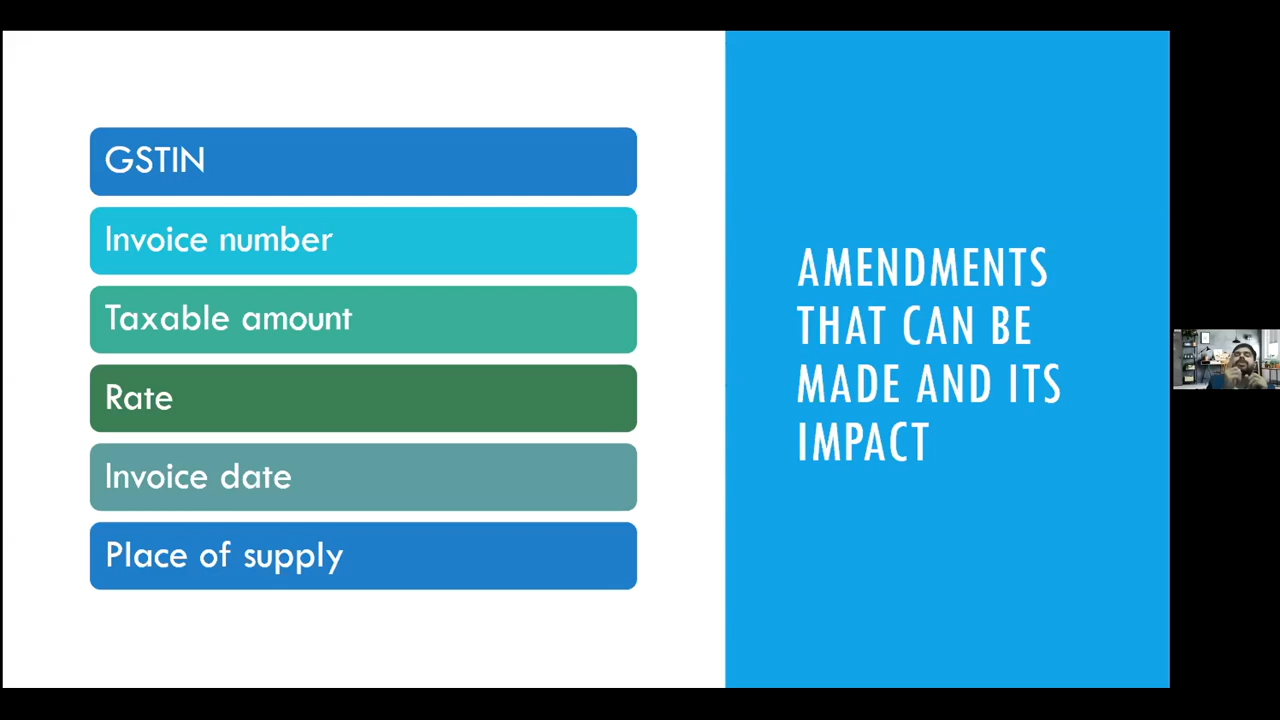 GSTIN
Invoice number
Taxable amount
Rate
Invoice date
Place of supply
AMENDMENTS
THAT CAN BE
MADE AND ITS
IMPACT